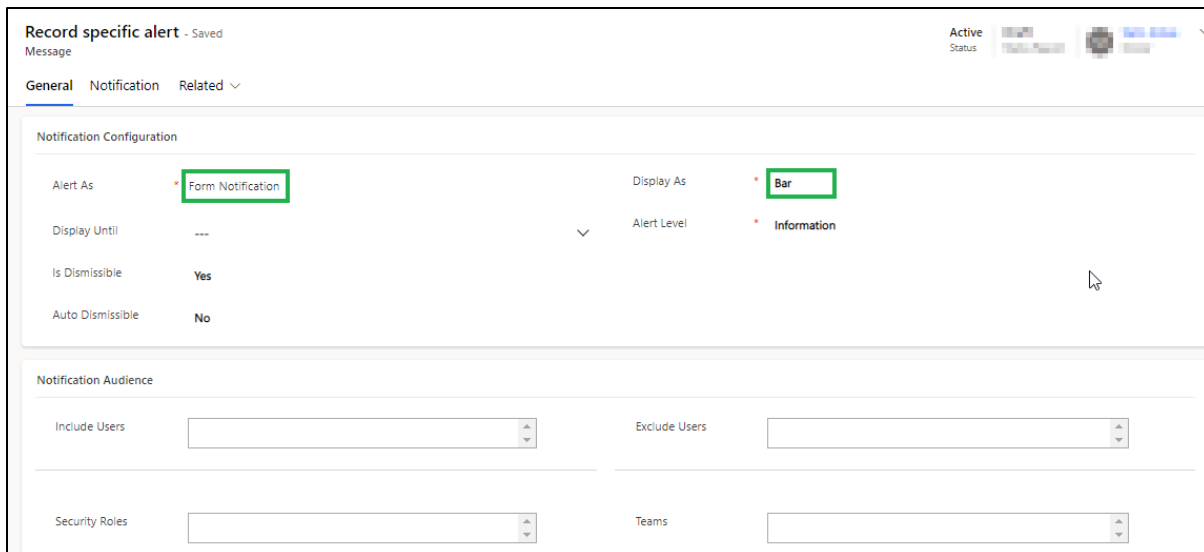 Record specific alert - Saved
Message
Active
Status
General Notification Related
Notification Configuration
Alert As * Form Notification
Display As * Bar
Display Until ---
Alert Level * Information
Is Dismissible Yes
Auto Dismissible No
Notification Audience
Include Users
Exclude Users
Security Roles
Teams